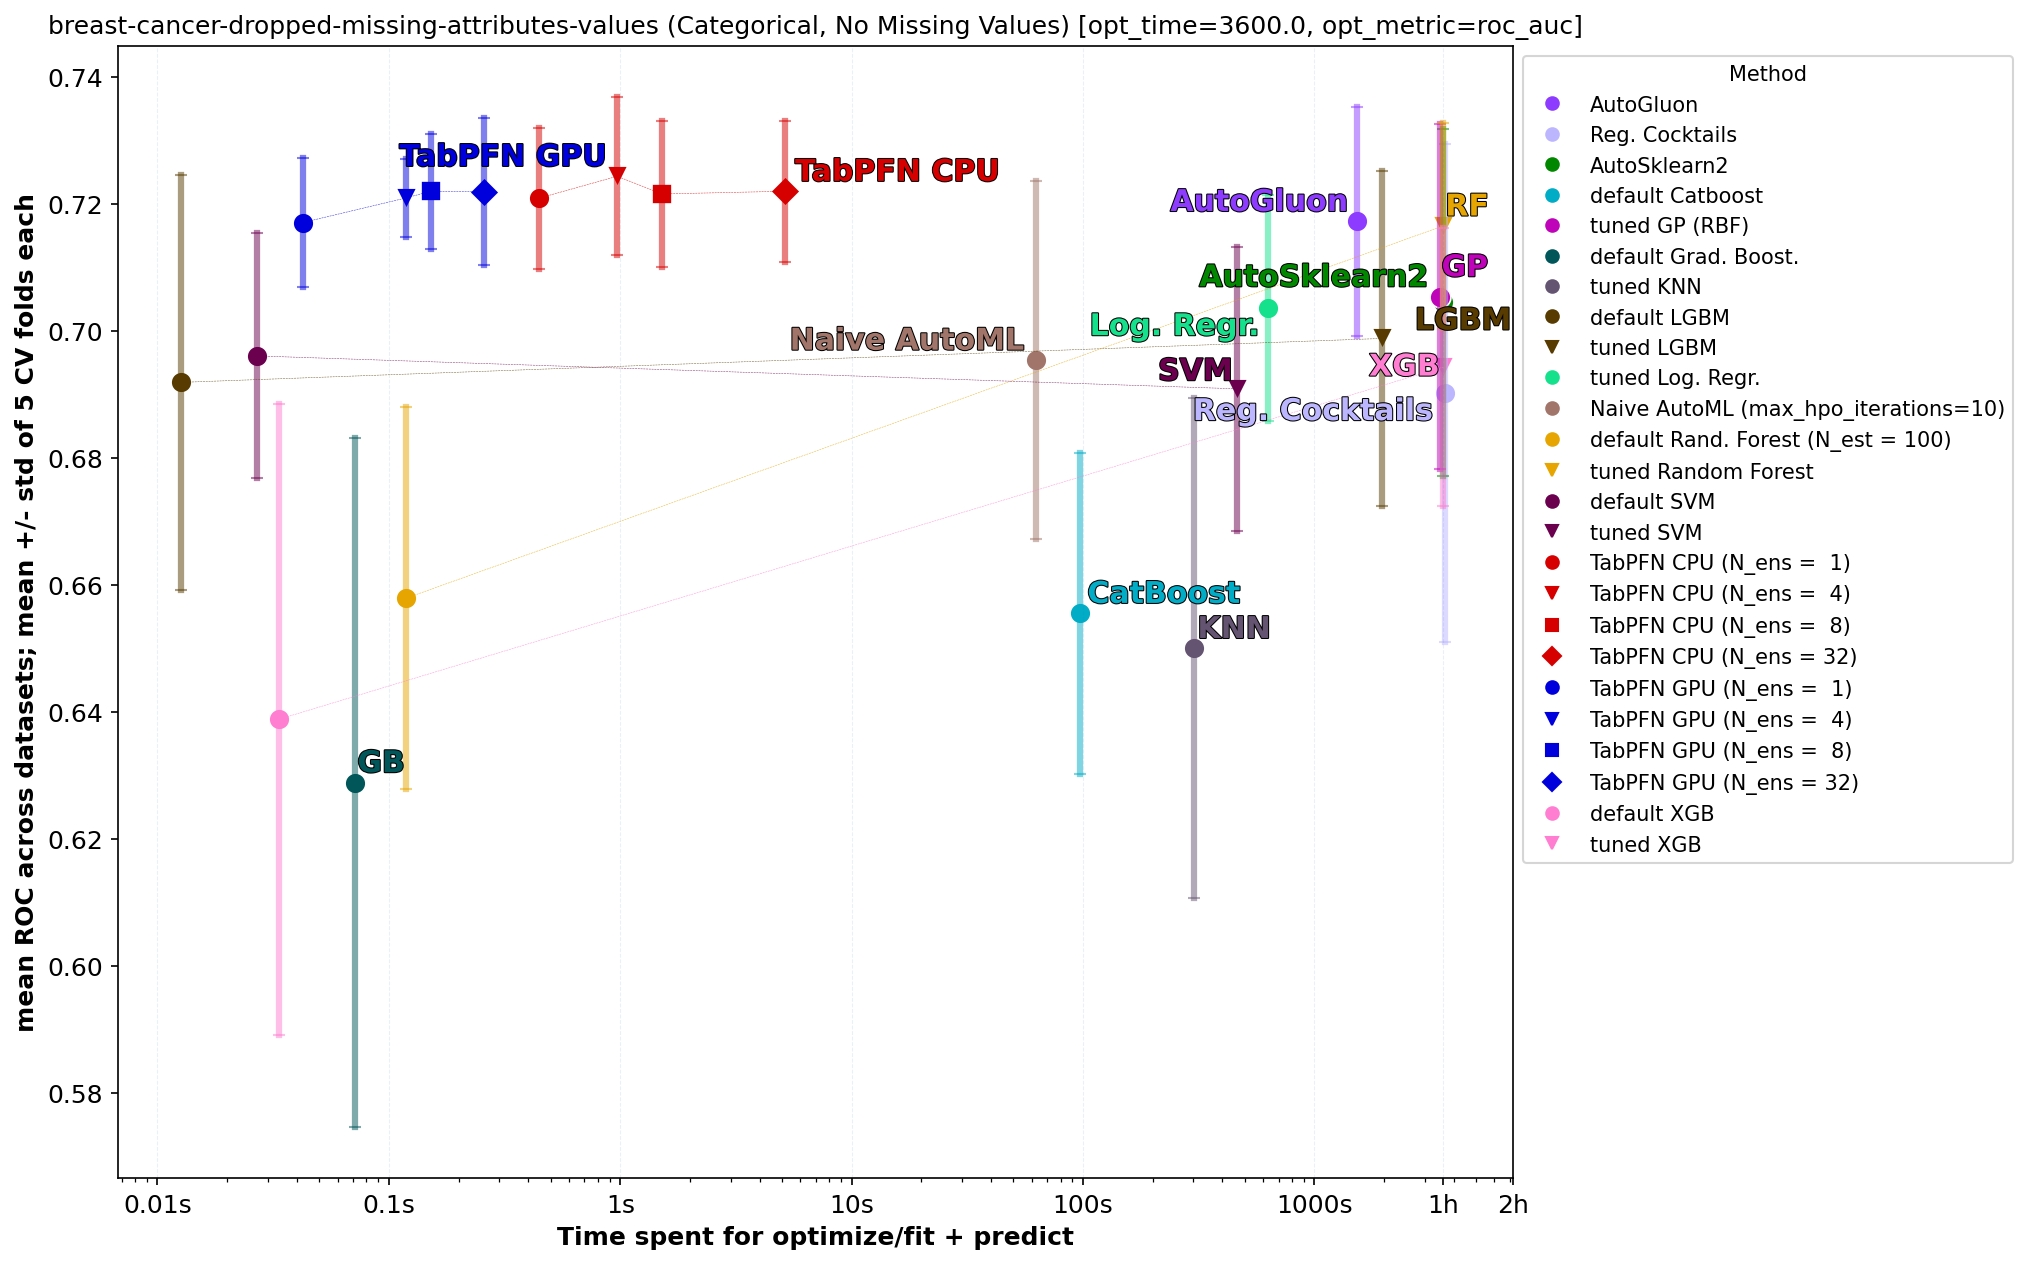 breast-cancer-dropped-missing-attributes-values (Categorical, No Missing Values) [opt_time=3600.0, opt_metric=roc_auc]
mean ROC across datasets; mean +/- std of 5 CV folds each
0.74
0.72
0.70
0.68
0.66
0.64
0.62
0.60
0.58
TabPFN GPU
TabPFN CPU
AutoGluon
RF
GP
AutoSklearn2
LGBM
Log. Regr.
Naive AutoML
XGB
SVM
Reg. Cocktails
CatBoost
KNN
GB
0.01s
0.1s
1s
10s
100s
1000s
1h
2h
Time spent for optimize/fit + predict
Method
AutoGluon
Reg. Cocktails
AutoSklearn2
default Catboost
tuned GP (RBF)
default Grad. Boost.
tuned KNN
default LGBM
tuned LGBM
tuned Log. Regr.
Naive AutoML (max_hpo_iterations=10)
default Rand. Forest (N_est = 100)
tuned Random Forest
default SVM
tuned SVM
TabPFN CPU (N_ens =  1)
TabPFN CPU (N_ens =  4)
TabPFN CPU (N_ens =  8)
TabPFN CPU (N_ens = 32)
TabPFN GPU (N_ens =  1)
TabPFN GPU (N_ens =  4)
TabPFN GPU (N_ens =  8)
TabPFN GPU (N_ens = 32)
default XGB
tuned XGB